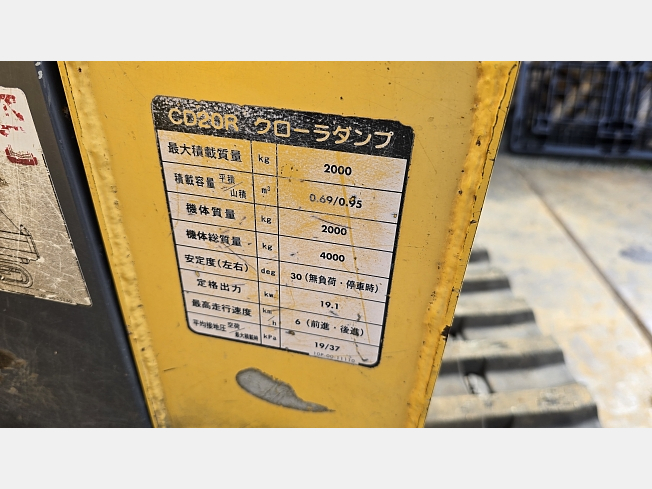 CD20R クローラダンプ
最大積載質量 kg 2000
積載容量 平積/山積 m³ 0.69/0.95
機体質量 kg 2000
機体総質量 kg 4000
安定度(左右) deg 30(無負荷・停車時)
定格出力 kw 19.1
最高走行速度 km/h 6(前進・後進)
平均接地圧 空荷/最大積載時 kPa 19/37